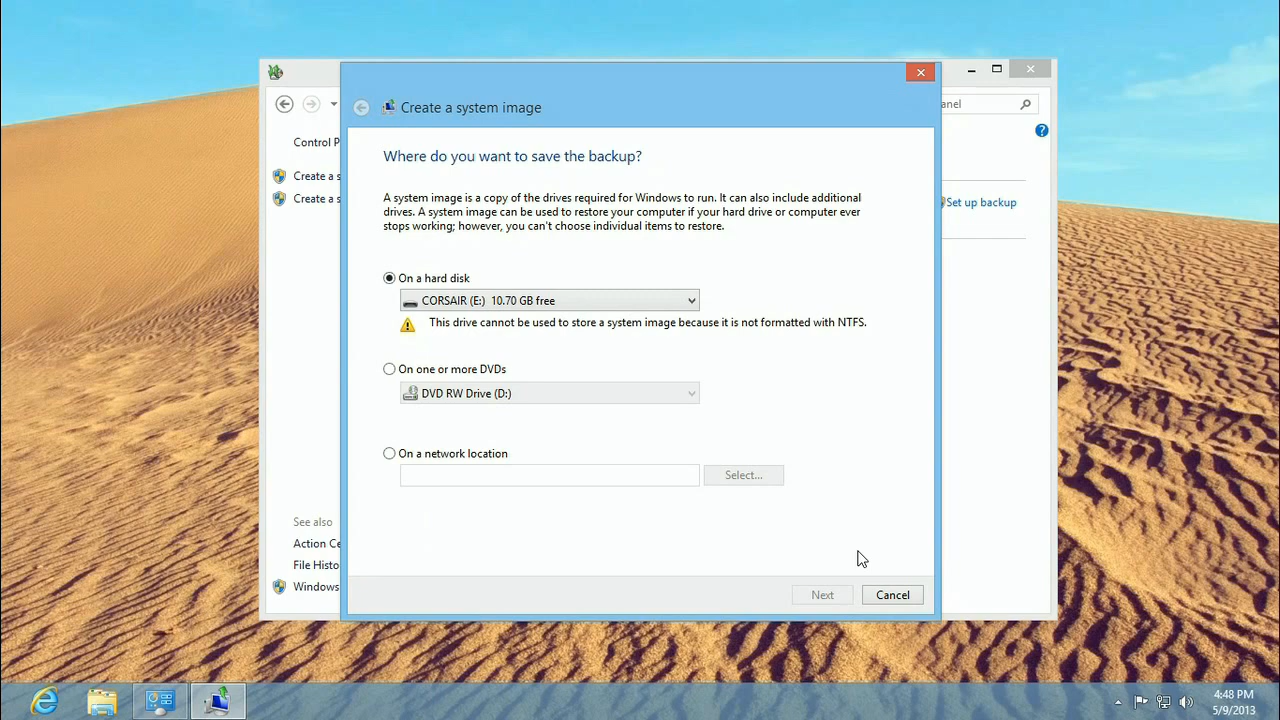 Create a system image
anel
Control P
Where do you want to save the backup?
Create a s
Create a s
A system image is a copy of the drives required for Windows to run. It can also include additional
drives. A system image can be used to restore your computer if your hard drive or computer ever
stops working; however, you can't choose individual items to restore.
Set up backup
On a hard disk
CORSAIR (E:) 10.70 GB free
This drive cannot be used to store a system image because it is not formatted with NTFS.
On one or more DVDs
DVD RW Drive (D:)
On a network location
Select...
See also
Action Ce
File Histo
Windows
Next
Cancel
4:48 PM
5/9/2013